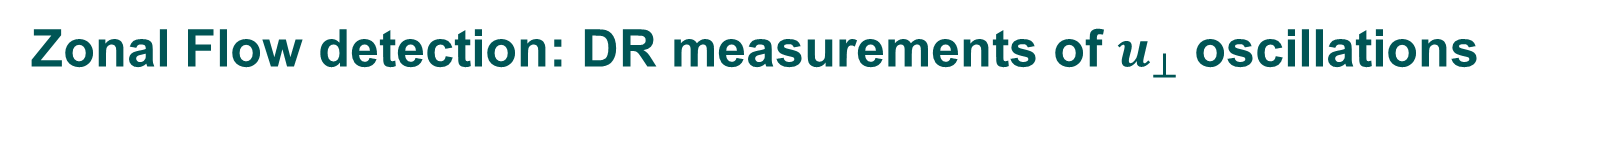 Zonal Flow detection: DR measurements of 𝒖⊥ oscillations